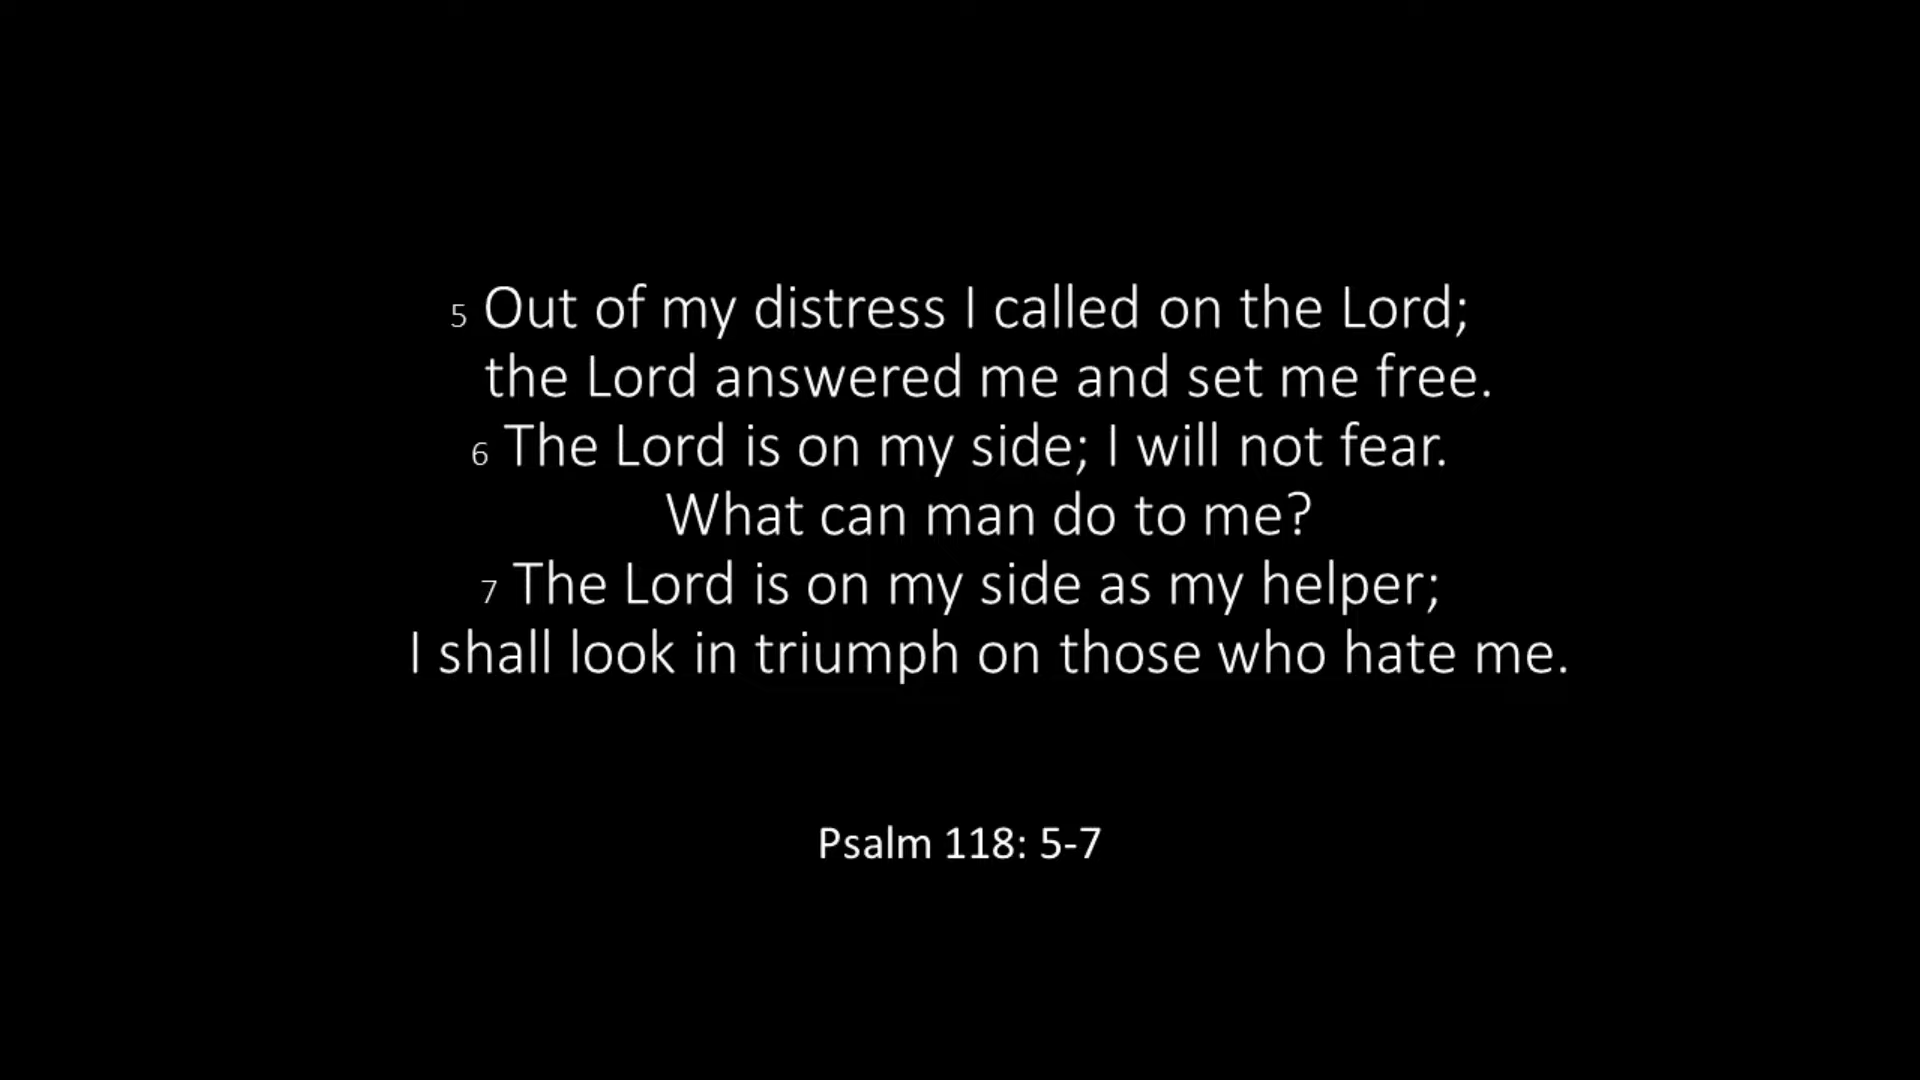 5 Out of my distress I called on the Lord;
the Lord answered me and set me free.
6 The Lord is on my side; I will not fear.
What can man do to me?
7 The Lord is on my side as my helper;
I shall look in triumph on those who hate me.
Psalm 118: 5-7